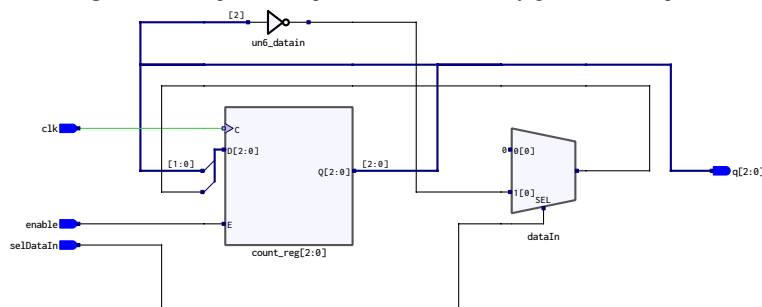 [2]
un6_datain
clk
C
D[2:0]
[1:0]
Q[2:0]
[2:0]
0
0[0]
1[0]
SEL
q[2:0]
enable
E
selDataIn
count_reg[2:0]
dataIn